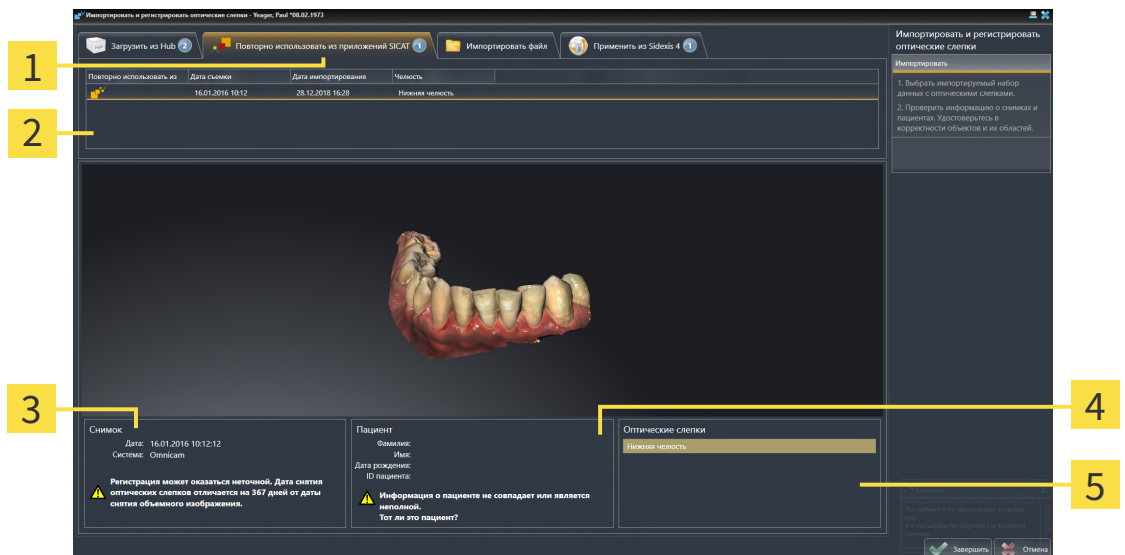 Импортировать и регистрировать оптические слепки - Yeager, Paul *08.02.1973
Загрузить из Hub 2
Повторно использовать из приложений SICAT 1
Импортировать файл
Применить из Sidexis 4 1
Импортировать и регистрировать
оптические слепки
Импортировать
1. Выбрать импортируемый набор
данных с оптическими слепками.
2. Проверить информацию о снимках и
пациентах. Удостоверьтесь в
корректности объектов и их областей.
Повторно использовать из Дата съемки Дата импортирования Челюсть
16.01.2016 10:12 28.12.2018 16:28 Нижняя челюсть
1
2
3
4
5
Снимок
Дата: 16.01.2016 10:12:12
Система: Omnicam
Регистрация может оказаться неточной. Дата снятия
оптических слепков отличается на 367 дней от даты
снятия объемного изображения.
Пациент
Фамилия:
Имя:
Дата рождения:
ID пациента:
Информация о пациенте не совпадает или является
неполной.
Тот ли это пациент?
Оптические слепки
Нижняя челюсть
Завершить
Отмена